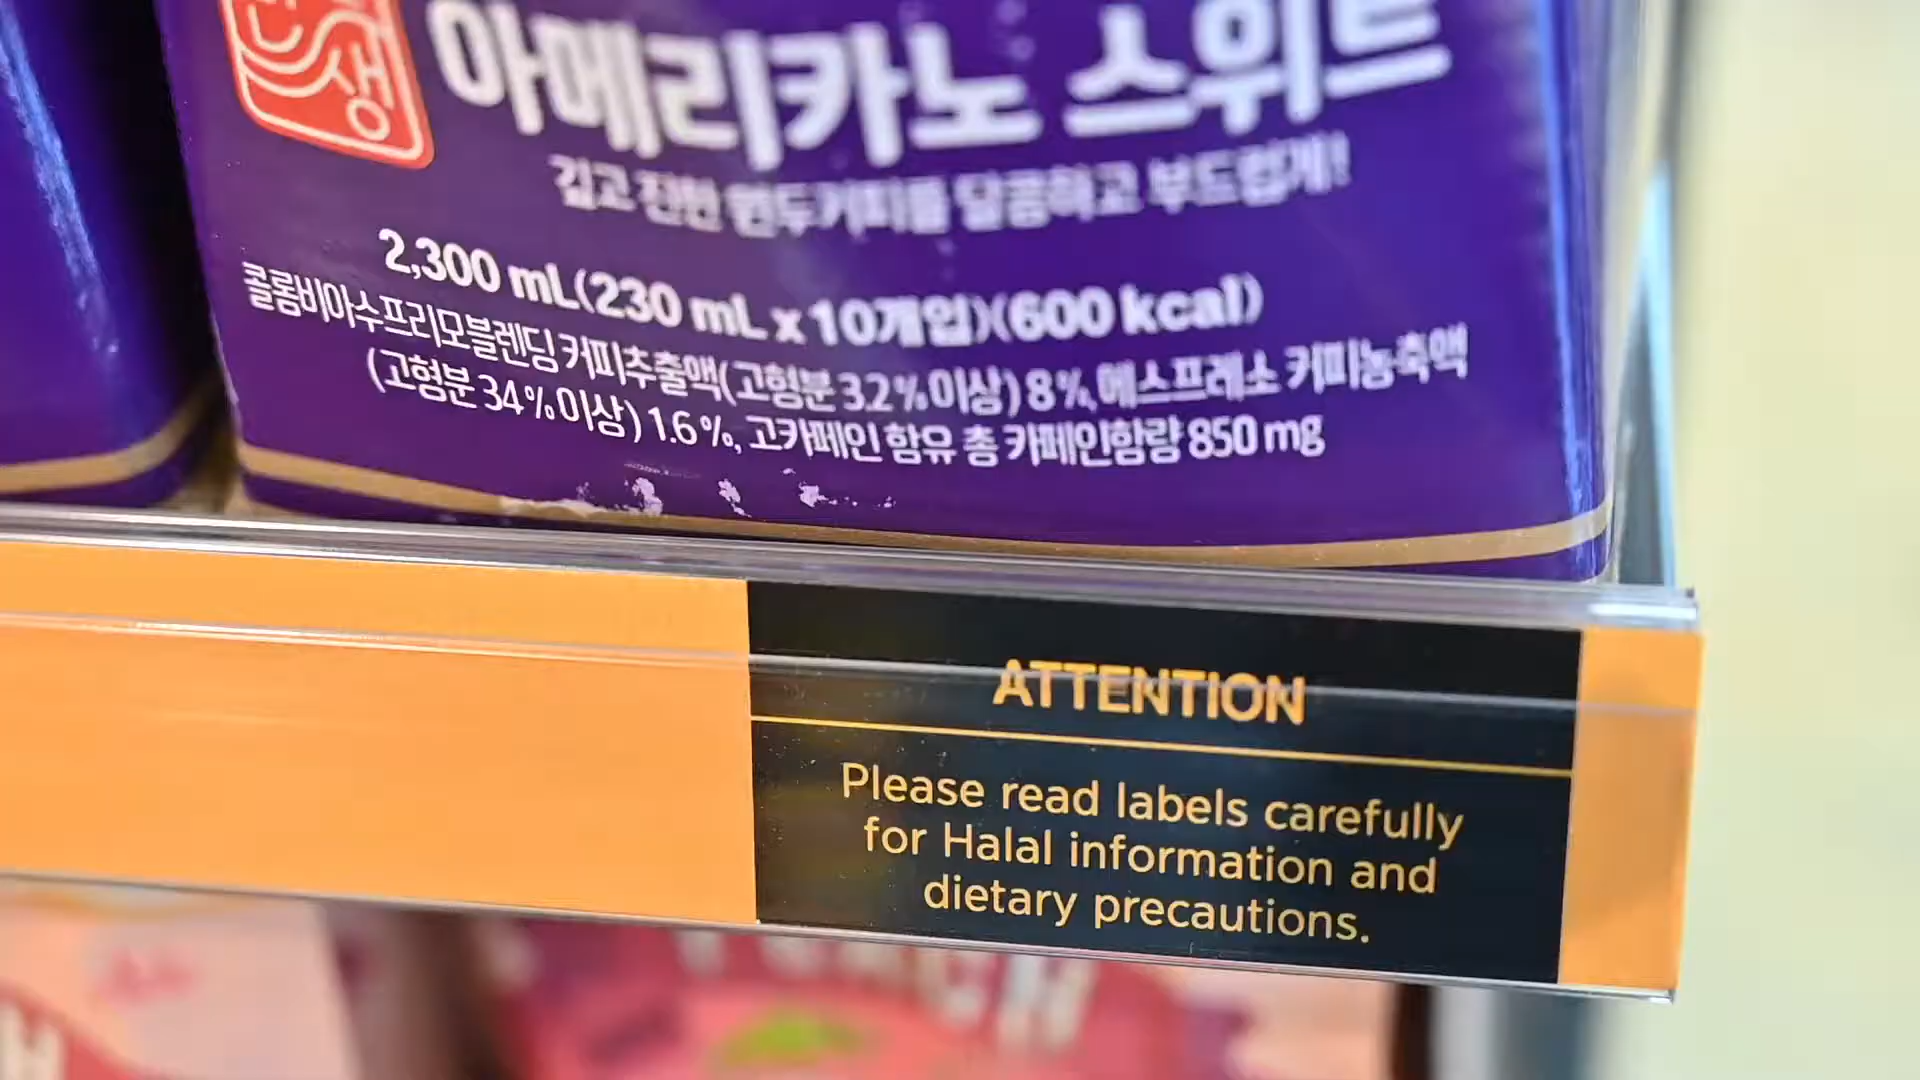 생
아메리카노 스위트
깊고 진한 원두커피를 달콤하고 부드럽게!
2,300 mL(230 mL x 10개입)(600 kcal)
콜롬비아수프리모블렌딩 커피추출액(고형분 3.2%이상) 8%, 에스프레소 커피농축액
(고형분 34%이상) 1.6%, 고카페인 함유 총 카페인함량 850 mg
ATTENTION
Please read labels carefully
for Halal information and
dietary precautions.